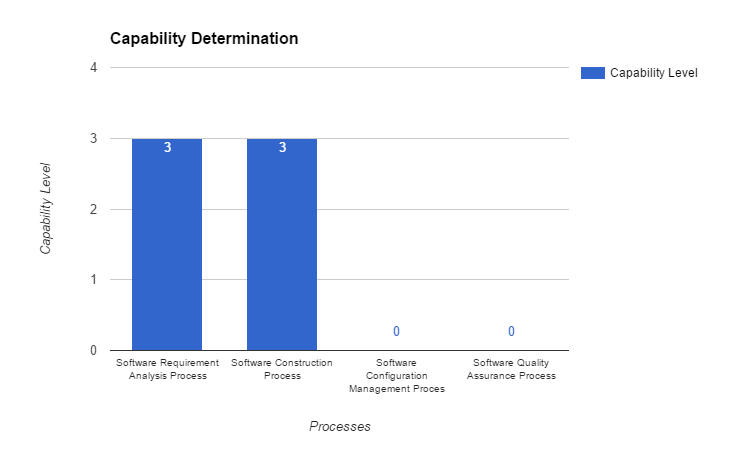 Capability Determination
4
Capability Level
3
3
3
2
1
0
0
0
Capability Level
Software Requirement
Analysis Process
Software Construction
Process
Software
Configuration
Management Proces
Software Quality
Assurance Process
Processes